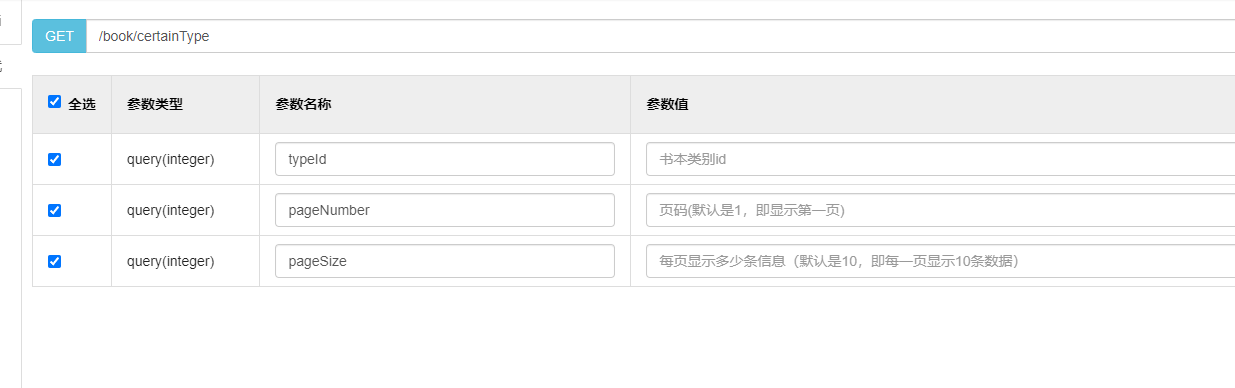 GET /book/certainType
全选 参数类型 参数名称 参数值
query(integer) typeId 书本类别id
query(integer) pageNumber 页码(默认是1，即显示第一页)
query(integer) pageSize 每页显示多少条信息（默认是10，即每一页显示10条数据）